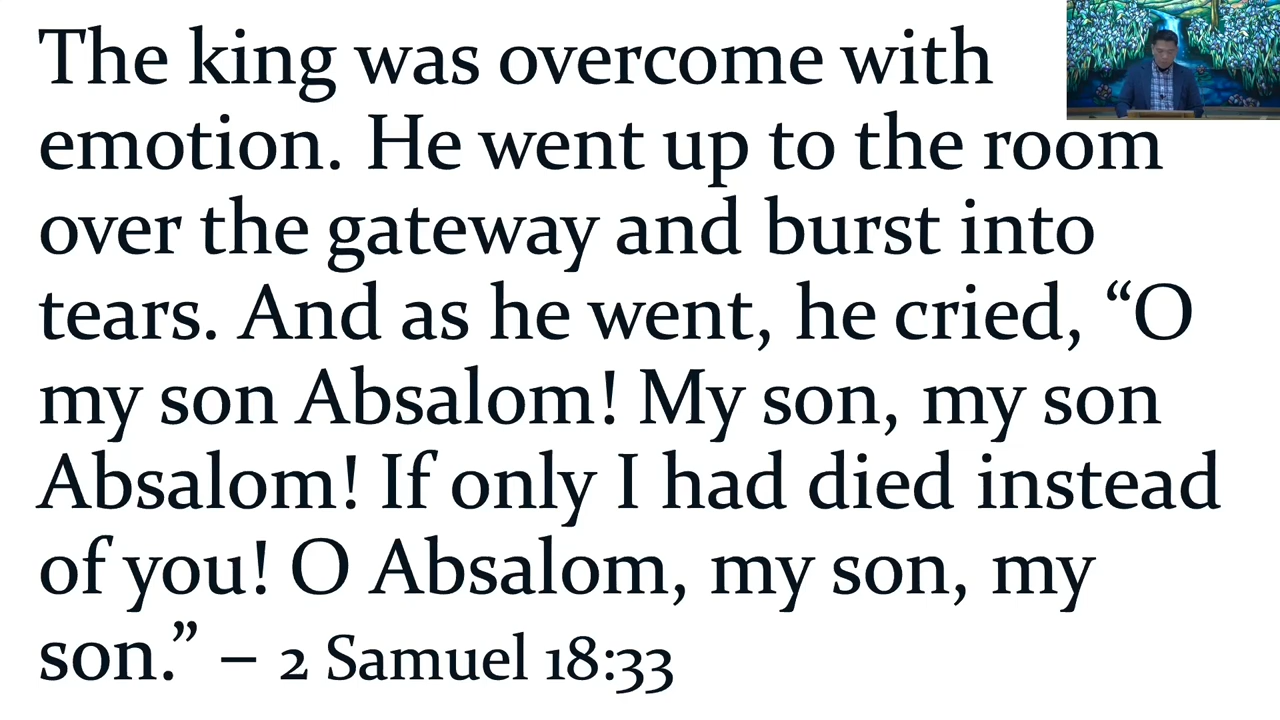 The king was overcome with
emotion. He went up to the room
over the gateway and burst into
tears. And as he went, he cried, “O
my son Absalom! My son, my son
Absalom! If only I had died instead
of you! O Absalom, my son, my
son.” – 2 Samuel 18:33